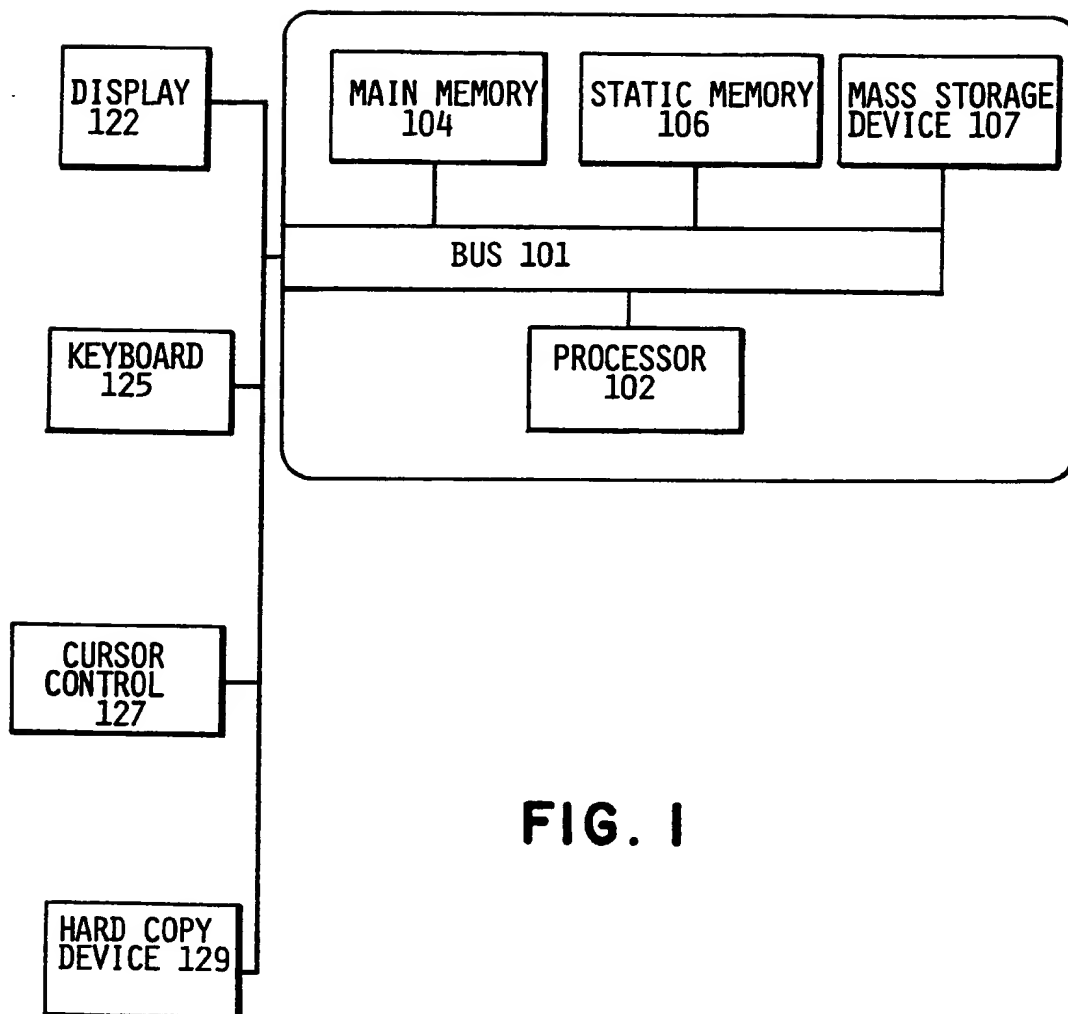 DISPLAY
122
MAIN MEMORY
104
STATIC MEMORY
106
MASS STORAGE
DEVICE 107
BUS 101
KEYBOARD
125
PROCESSOR
102
CURSOR
CONTROL
127
HARD COPY
DEVICE 129
FIG. 1